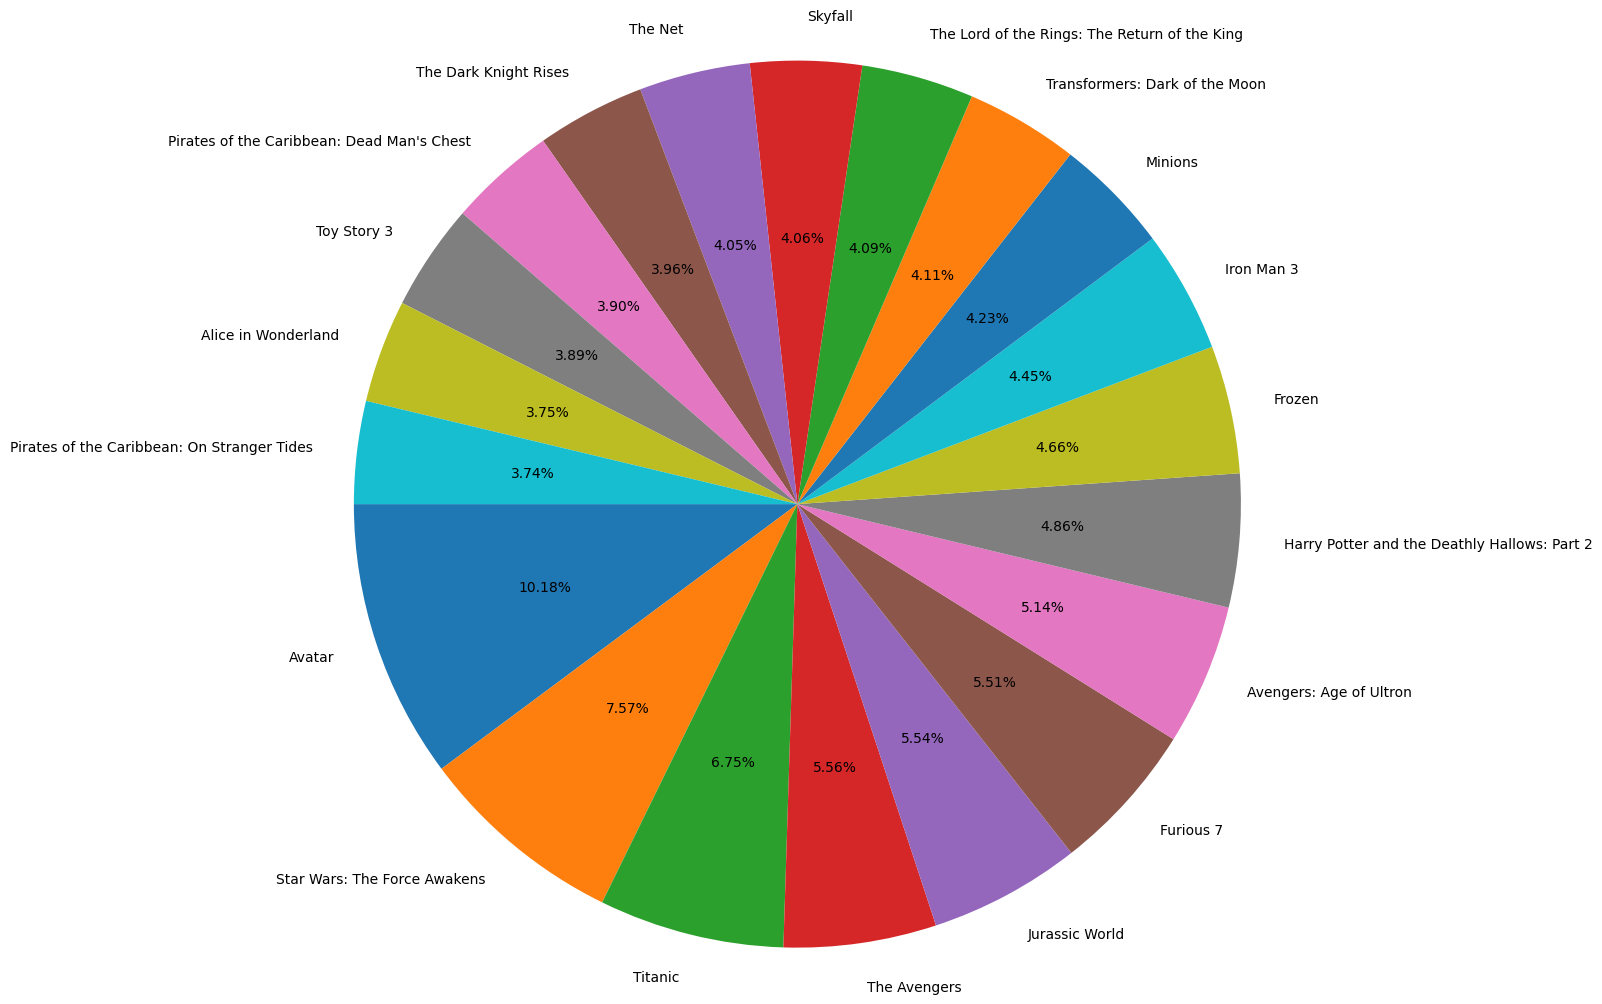 Skyfall
The Net
The Lord of the Rings: The Return of the King
The Dark Knight Rises
Transformers: Dark of the Moon
Pirates of the Caribbean: Dead Man's Chest
Minions
Toy Story 3
4.06%
4.05%
4.09%
3.96%
4.11%
Iron Man 3
3.90%
4.23%
Alice in Wonderland
3.89%
4.45%
Frozen
3.75%
Pirates of the Caribbean: On Stranger Tides
4.66%
3.74%
4.86%
Harry Potter and the Deathly Hallows: Part 2
10.18%
5.14%
Avatar
5.51%
Avengers: Age of Ultron
7.57%
5.54%
6.75%
5.56%
Furious 7
Star Wars: The Force Awakens
Jurassic World
Titanic
The Avengers